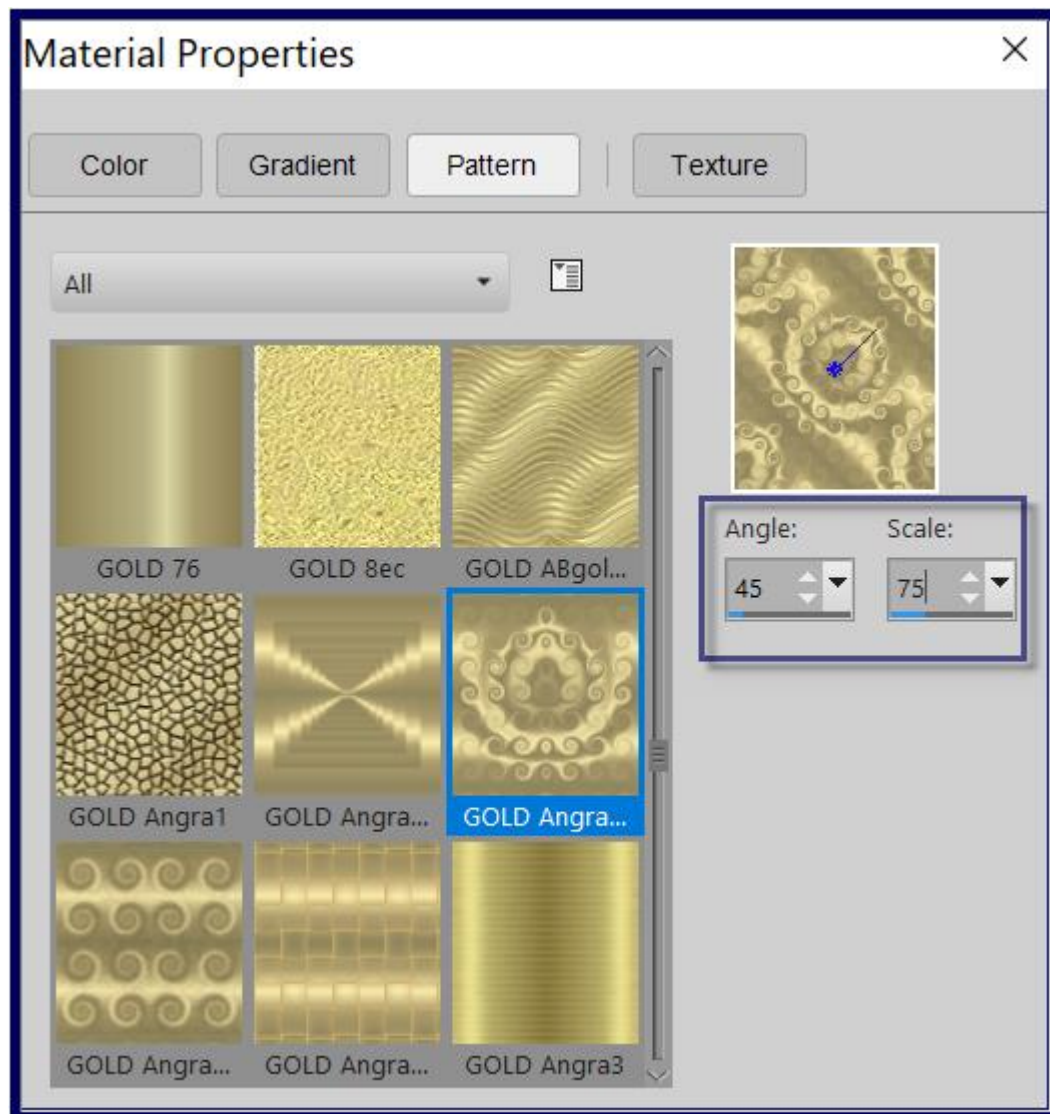 Material Properties
Color Gradient Pattern Texture
All
GOLD 76 GOLD 8ec GOLD ABgol...
Angle: Scale:
45 75
GOLD Angra1 GOLD Angra... GOLD Angra...
GOLD Angra... GOLD Angra... GOLD Angra3